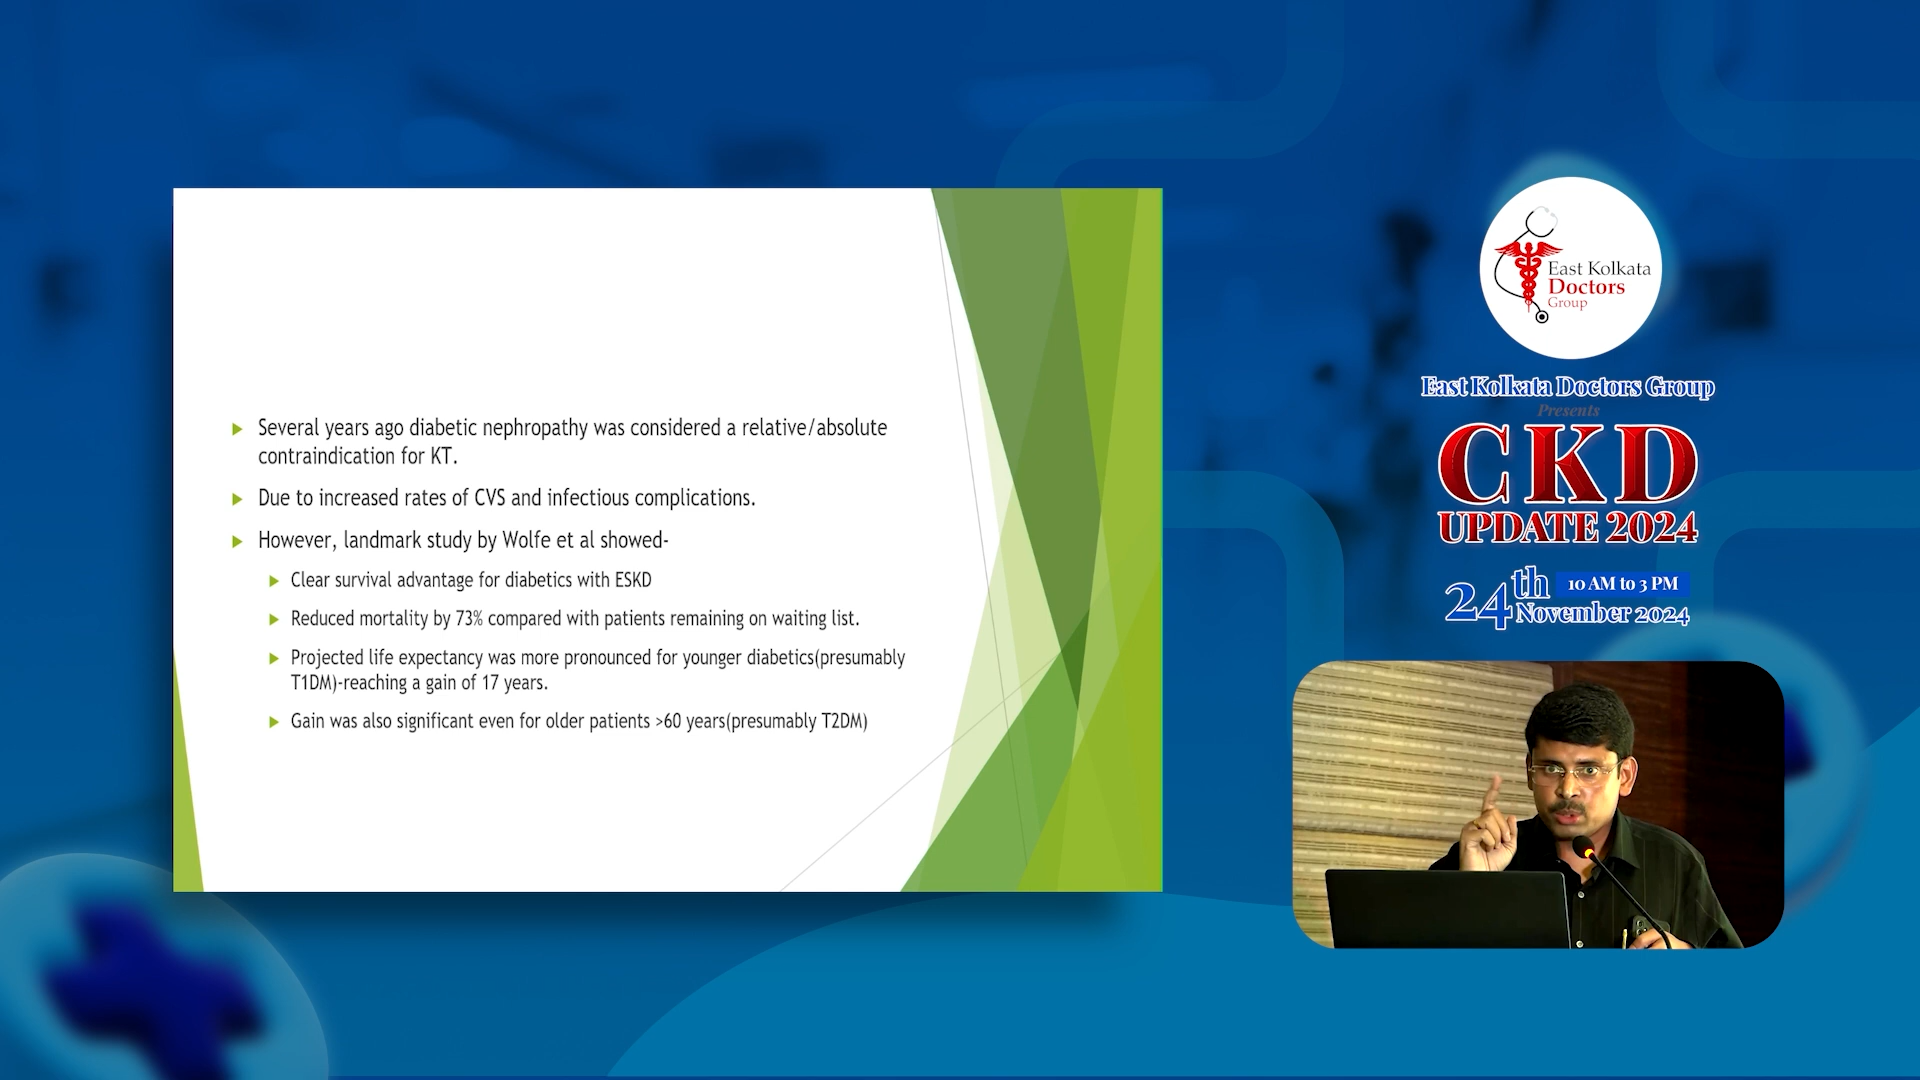 Several years ago diabetic nephropathy was considered a relative/absolute
contraindication for KT.
Due to increased rates of CVS and infectious complications.
However, landmark study by Wolfe et al showed-
Clear survival advantage for diabetics with ESKD
Reduced mortality by 73% compared with patients remaining on waiting list.
Projected life expectancy was more pronounced for younger diabetics(presumably
T1DM)-reaching a gain of 17 years.
Gain was also significant even for older patients >60 years(presumably T2DM)
East Kolkata
Doctors
Group
East Kolkata Doctors Group
Presents
CKD
UPDATE 2024
24th 10 AM to 3 PM
November 2024